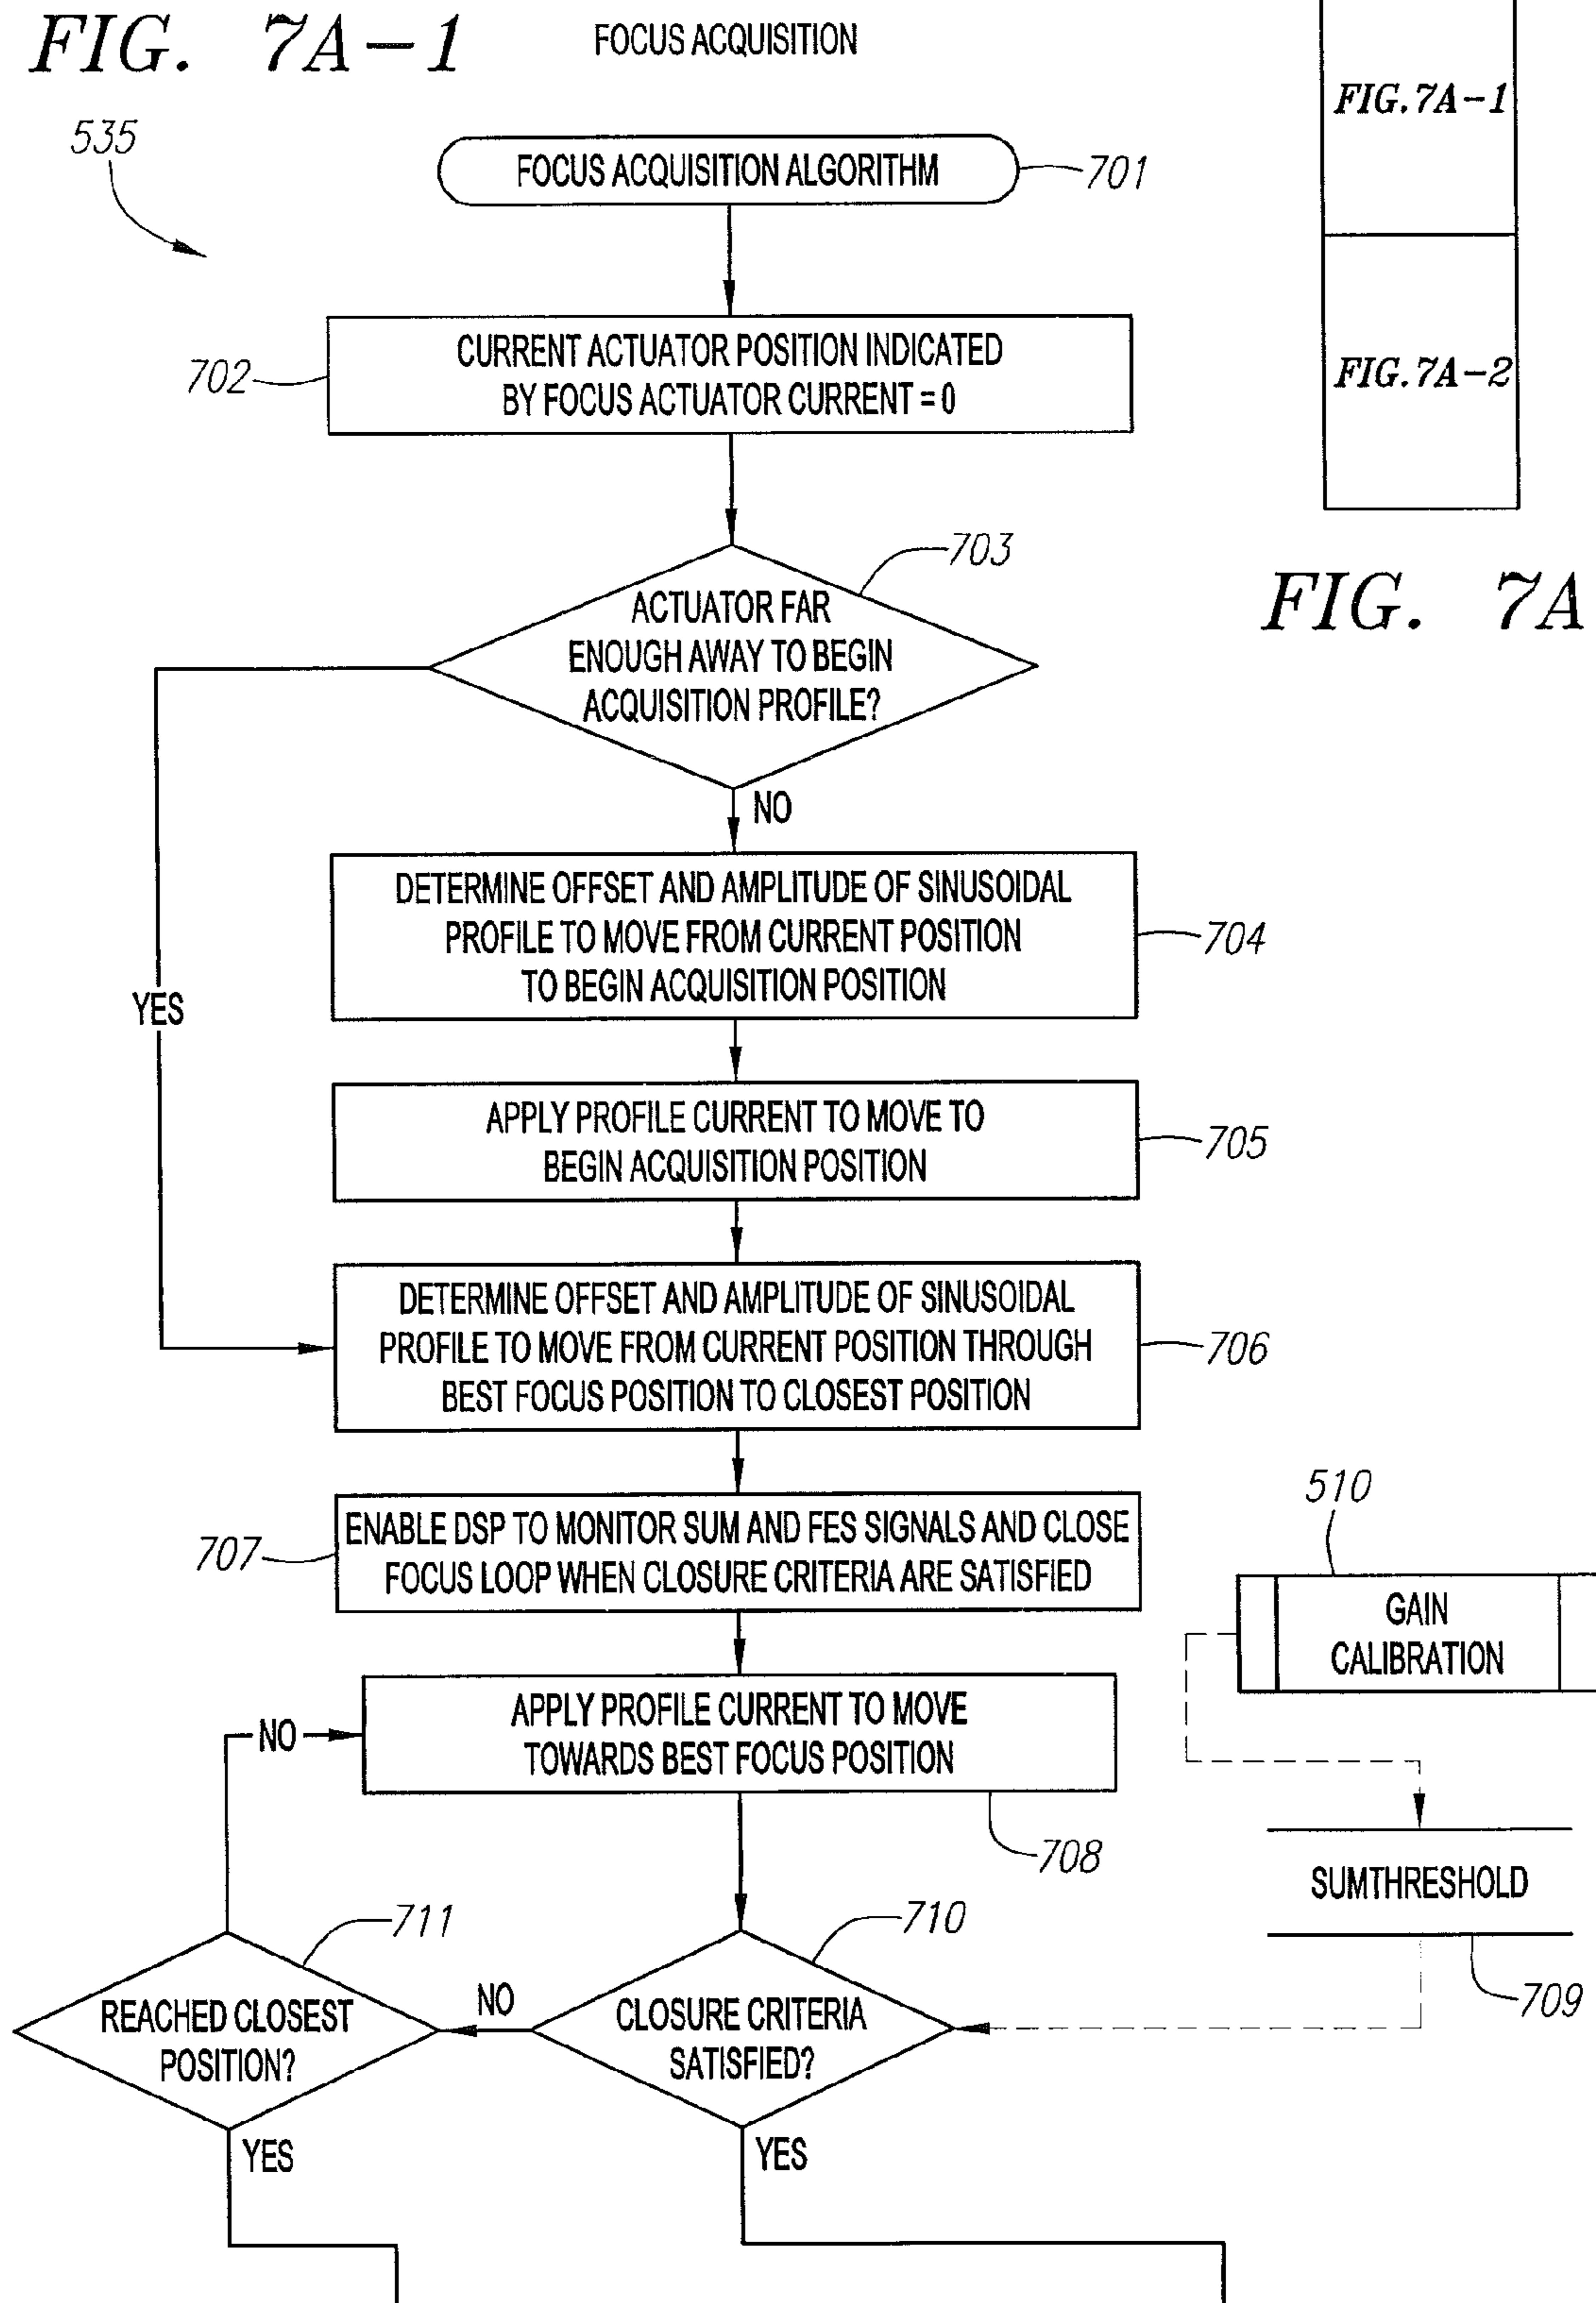 FIG. 7A-1
FOCUS ACQUISITION
FIG.7A-1
FIG.7A-2
FIG. 7A
535
FOCUS ACQUISITION ALGORITHM
701
CURRENT ACTUATOR POSITION INDICATED
BY FOCUS ACTUATOR CURRENT = 0
702
703
ACTUATOR FAR
ENOUGH AWAY TO BEGIN
ACQUISITION PROFILE?
NO
YES
DETERMINE OFFSET AND AMPLITUDE OF SINUSOIDAL
PROFILE TO MOVE FROM CURRENT POSITION
TO BEGIN ACQUISITION POSITION
704
APPLY PROFILE CURRENT TO MOVE TO
BEGIN ACQUISITION POSITION
705
DETERMINE OFFSET AND AMPLITUDE OF SINUSOIDAL
PROFILE TO MOVE FROM CURRENT POSITION THROUGH
BEST FOCUS POSITION TO CLOSEST POSITION
706
ENABLE DSP TO MONITOR SUM AND FES SIGNALS AND CLOSE
FOCUS LOOP WHEN CLOSURE CRITERIA ARE SATISFIED
707
510
GAIN
CALIBRATION
NO
APPLY PROFILE CURRENT TO MOVE
TOWARDS BEST FOCUS POSITION
708
SUMTHRESHOLD
709
711
REACHED CLOSEST
POSITION?
NO
710
CLOSURE CRITERIA
SATISFIED?
YES
YES